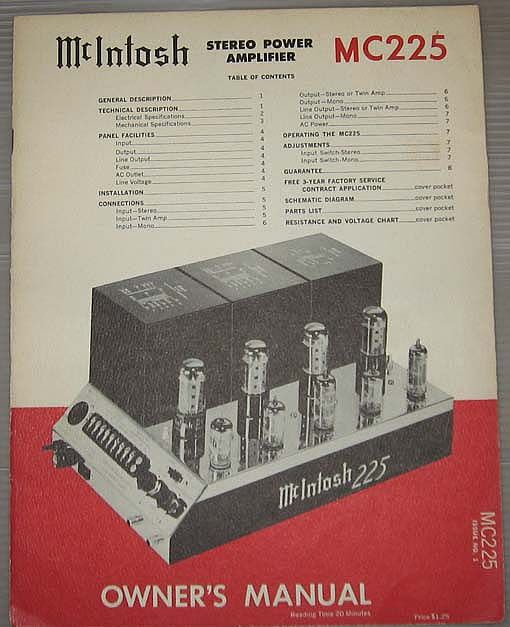 McIntosh
STEREO POWER
AMPLIFIER
MC225
TABLE OF CONTENTS
GENERAL DESCRIPTION 1
TECHNICAL DESCRIPTION 1
Electrical Specifications 2
Mechanical Specifications 3
PANEL FACILITIES 4
Input 4
Output 4
Line Output 4
Fuse 4
AC Outlet 4
Line Voltage 4
INSTALLATION 5
CONNECTIONS 5
Input—Stereo 5
Input—Twin Amp 5
Input—Mono 6
Output—Stereo or Twin Amp 6
Output—Mono 6
Line Output—Stereo or Twin Amp 6
Line Output—Mono 7
AC Power 7
OPERATING THE MC225 7
ADJUSTMENTS 7
Input Switch-Stereo 7
Input Switch-Mono 7
GUARANTEE 8
FREE 3-YEAR FACTORY SERVICE
CONTRACT APPLICATION cover pocket
SCHEMATIC DIAGRAM cover pocket
PARTS LIST cover pocket
RESISTANCE AND VOLTAGE CHART cover pocket
McIntosh 225
MC225
OWNER'S MANUAL
Reading Time 20 Minutes
Price $1.25